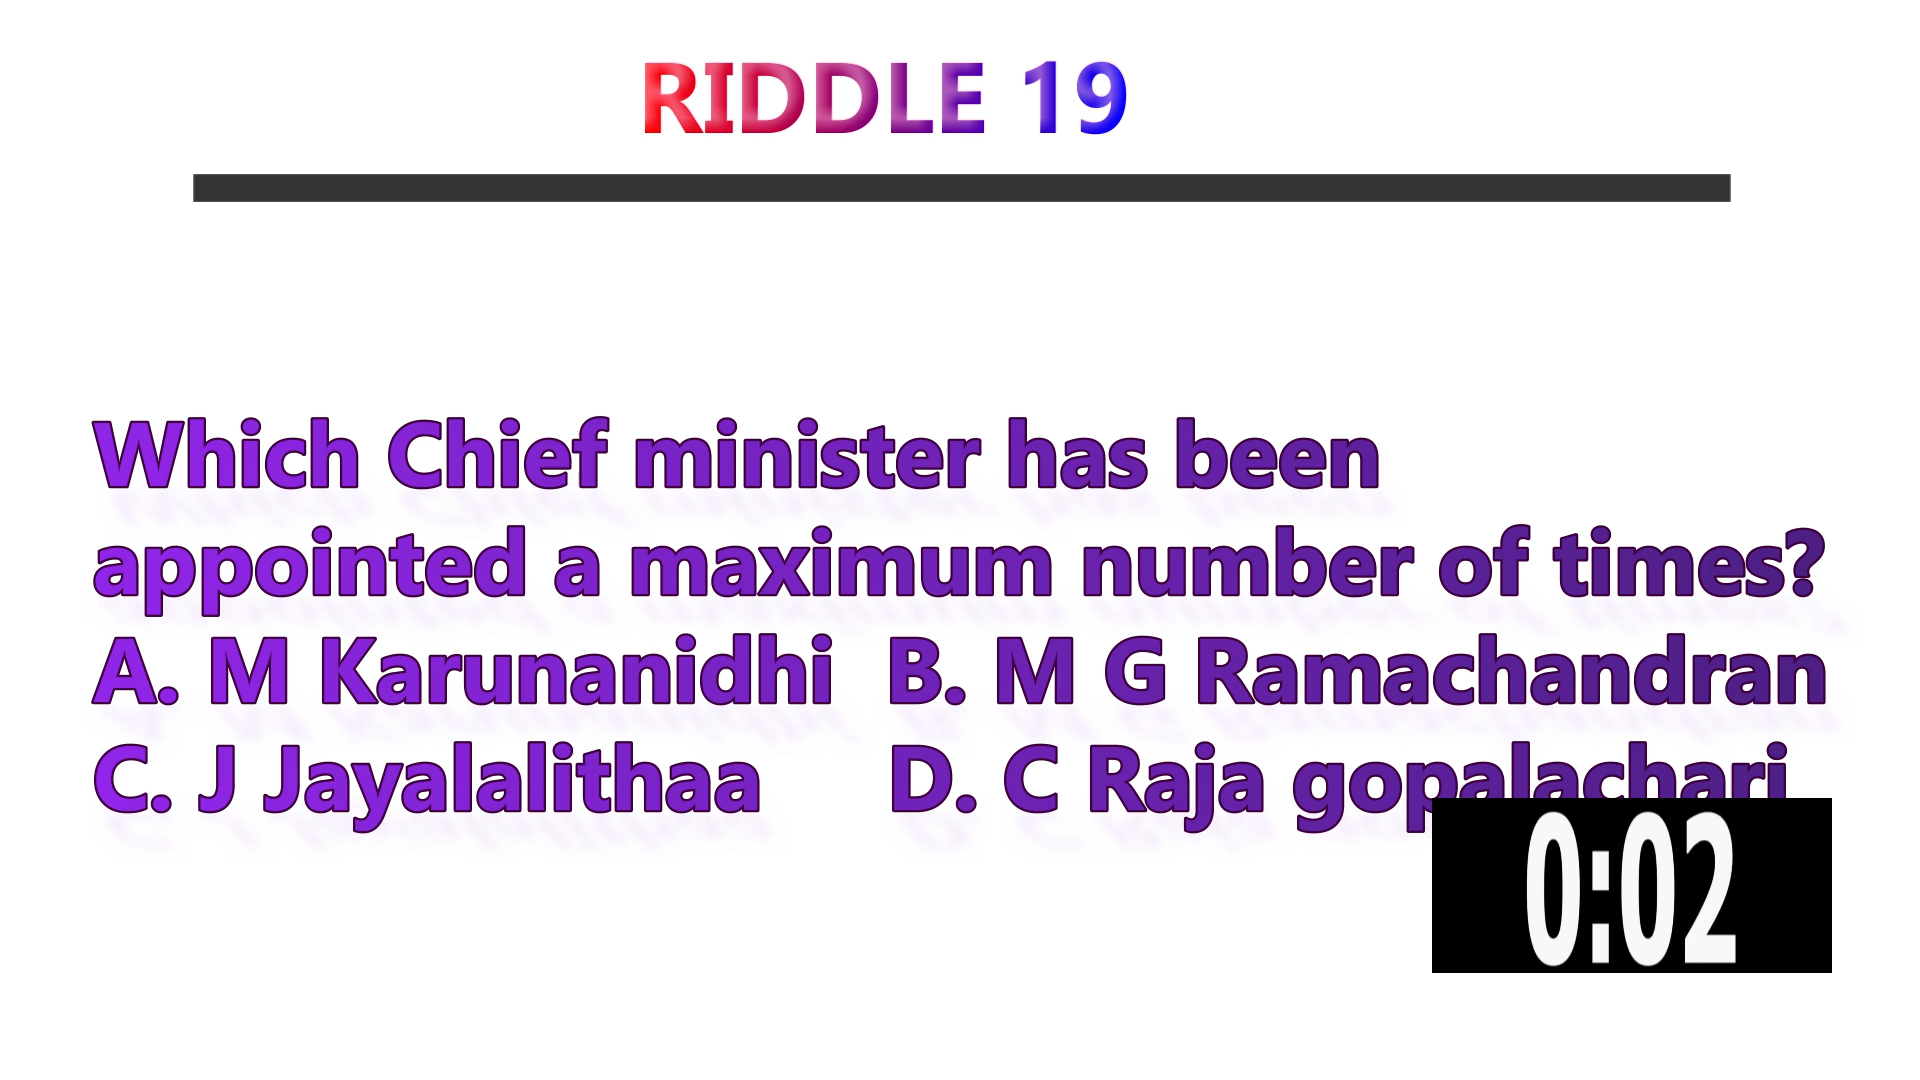 RIDDLE 19
Which Chief minister has been
appointed a maximum number of times?
A. M Karunanidhi B. M G Ramachandran
C. J Jayalalithaa D. C Raja gopalachari
0:02